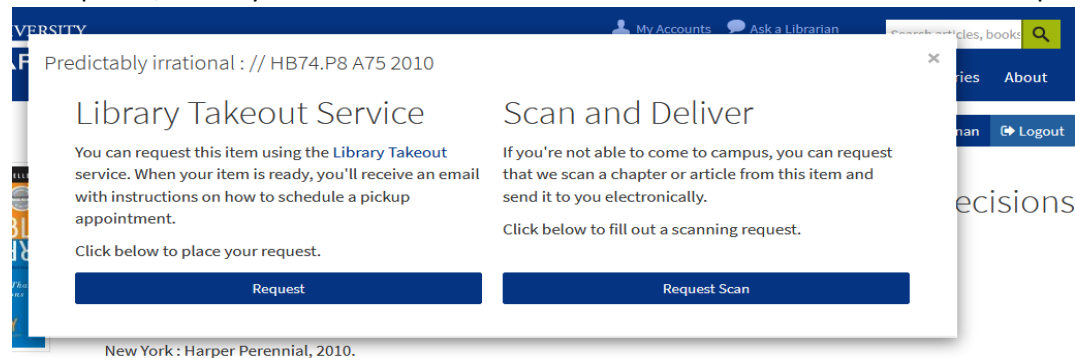 VERSITY
My Accounts Ask a Librarian
Search articles, books
Predictably irrational : // HB74.P8 A75 2010
×
ries About
nan Logout
Library Takeout Service
You can request this item using the Library Takeout
service. When your item is ready, you'll receive an email
with instructions on how to schedule a pickup
appointment.
Click below to place your request.
Request
Scan and Deliver
If you're not able to come to campus, you can request
that we scan a chapter or article from this item and
send it to you electronically.
Click below to fill out a scanning request.
Request Scan
ecisions
New York : Harper Perennial, 2010.